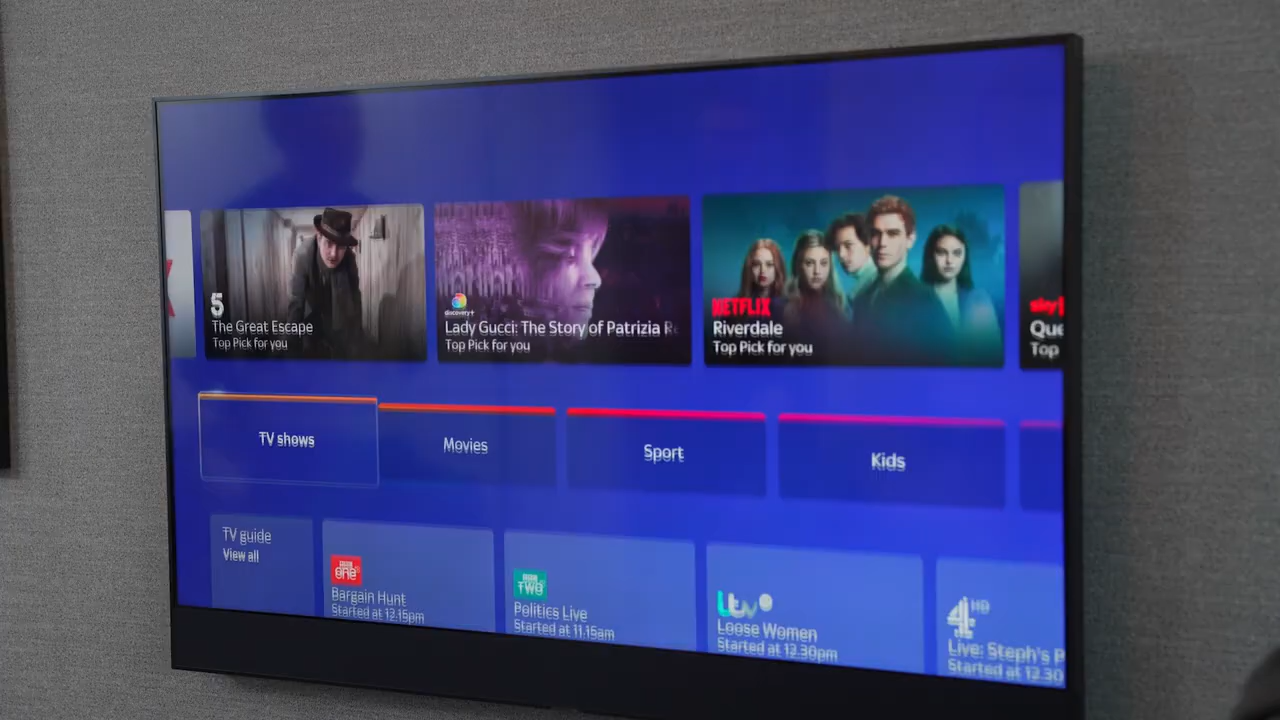 5
The Great Escape
Top Pick for you
discovery+
Lady Gucci: The Story of Patrizia R
Top Pick for you
NETFLIX
Riverdale
Top Pick for you
sky
Que
Top
TV shows
Movies
Sport
Kids
TV guide
View all
BBC
ONE
Bargain Hunt
Started at 12.15pm
BBC
TWO
Politics Live
Started at 11.15am
itv
Loose Women
Started at 12.30pm
4 HD
Live: Steph's P
Started at 12.30